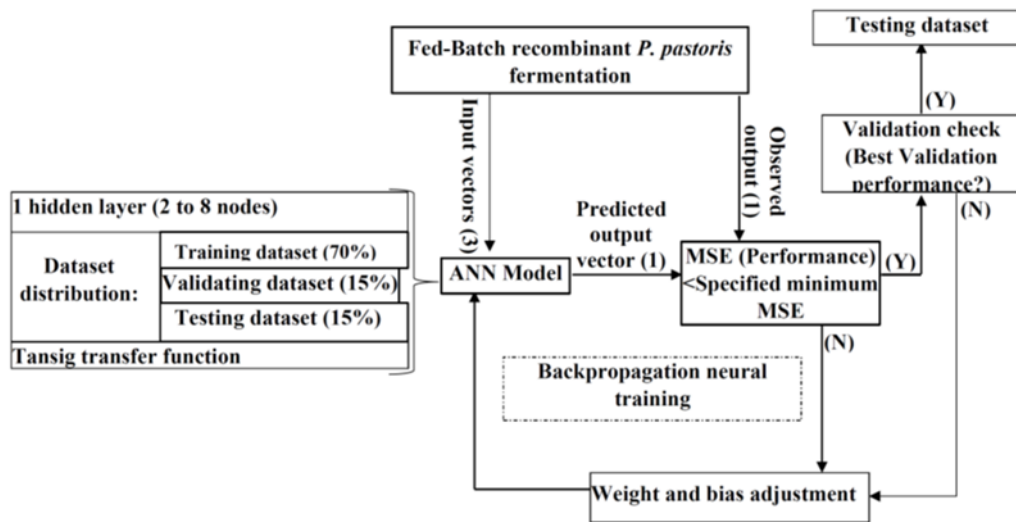 Fed-Batch recombinant P. pastoris
fermentation
Testing dataset
(Y)
Validation check
(Best Validation
performance?)
(N)
Input vectors (3)
Observed
output (1)
1 hidden layer (2 to 8 nodes)
Dataset
distribution:
Training dataset (70%)
Validating dataset (15%)
Testing dataset (15%)
Tansig transfer function
ANN Model
Predicted
output
vector (1)
MSE (Performance)
<Specified minimum
MSE
(Y)
(N)
Backpropagation neural
training
Weight and bias adjustment